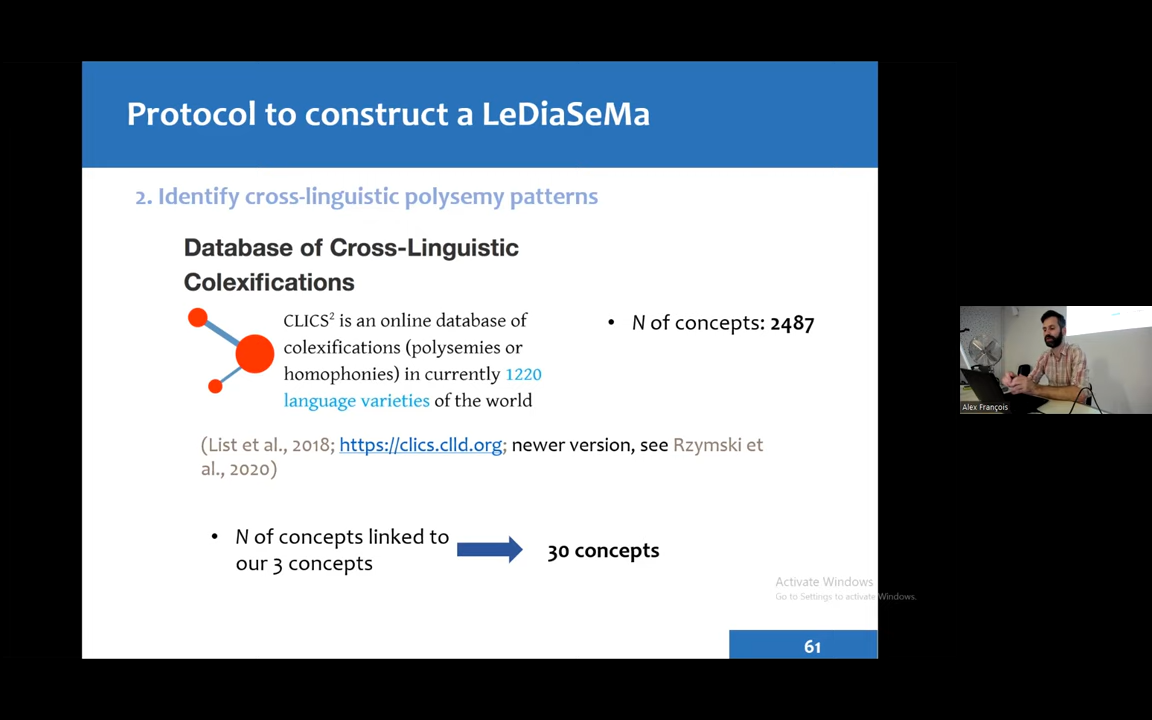 Protocol to construct a LeDiaSeMa
2. Identify cross-linguistic polysemy patterns
Database of Cross-Linguistic
Colexifications
CLICS² is an online database of
colexifications (polysemies or
homophonies) in currently 1220
language varieties of the world
• N of concepts: 2487
(List et al., 2018; https://clics.clld.org; newer version, see Rzymski et
al., 2020)
• N of concepts linked to
our 3 concepts
30 concepts
Activate Windows
Go to Settings to activate Windows.
61
Alex François